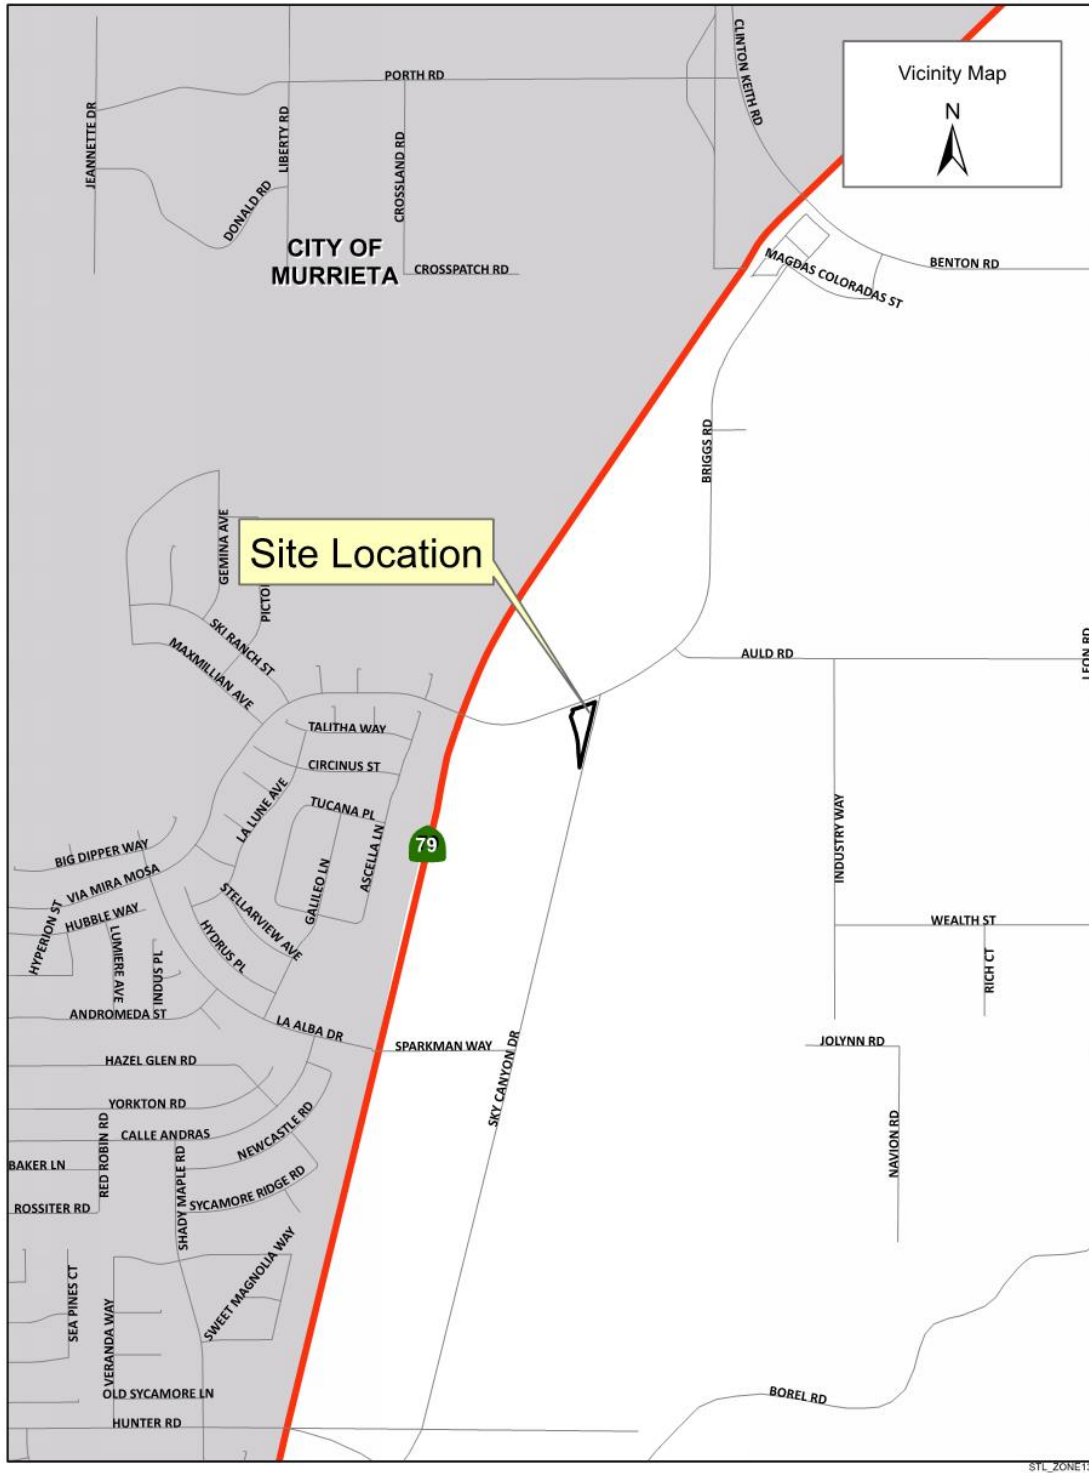 PORTH RD
CLINTON KEITH RD
Vicinity Map
N
JEANNETTE DR
LIBERTY RD
CROSSLAND RD
DONALD RD
CITY OF
MURRIETA
CROSSPATCH RD
MAGDAS COLORADAS ST
BENTON RD
BRIGGS RD
GEMINA AVE
Site Location
SKI RANCH ST
MAXMILLIAN AVE
AULD RD
LEON RD
TALITHA WAY
CIRCINUS ST
LA LUNE AVE
TUCANA PL
ASCELLA LN
79
INDUSTRY WAY
BIG DIPPER WAY
VIA MIRA MOSA
HYPERION ST
HUBBLE WAY
LUMIERE AVE
INDUS PL
HYDRUS PL
STELLARVIEW AVE
GALILEO LN
WEALTH ST
RICH CT
ANDROMEDA ST
LA ALBA DR
SPARKMAN WAY
SKY CANYON DR
JOLYNN RD
NAVION RD
HAZEL GLEN RD
YORKTON RD
CALLE ANDRAS
NEWCASTLE RD
BAKER LN
RED ROBIN RD
SHADY MAPLE RD
SYCAMORE RIDGE RD
ROSSITER RD
SWEET MAGNOLIA WAY
SEA PINES CT
VERANDA WAY
OLD SYCAMORE LN
HUNTER RD
BOREL RD